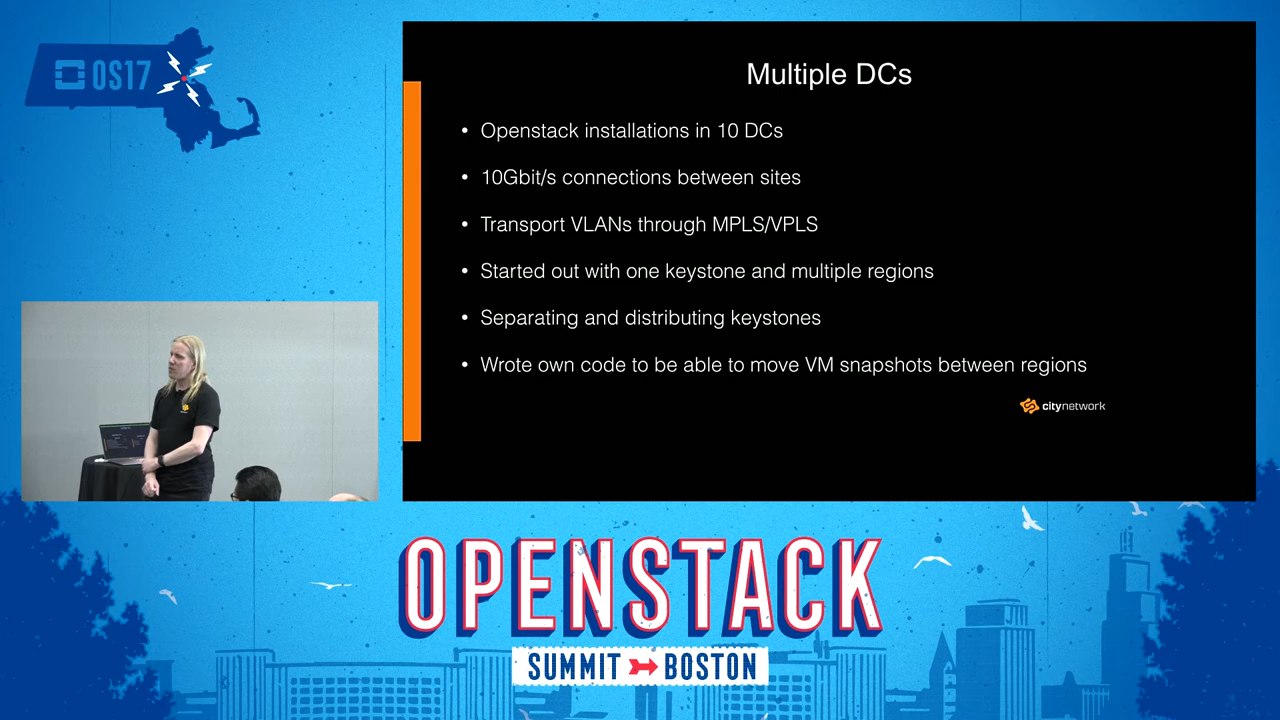 OS17
Multiple DCs
• Openstack installations in 10 DCs
• 10Gbit/s connections between sites
• Transport VLANs through MPLS/VPLS
• Started out with one keystone and multiple regions
• Separating and distributing keystones
• Wrote own code to be able to move VM snapshots between regions
citynetwork
OPENSTACK
SUMMIT BOSTON